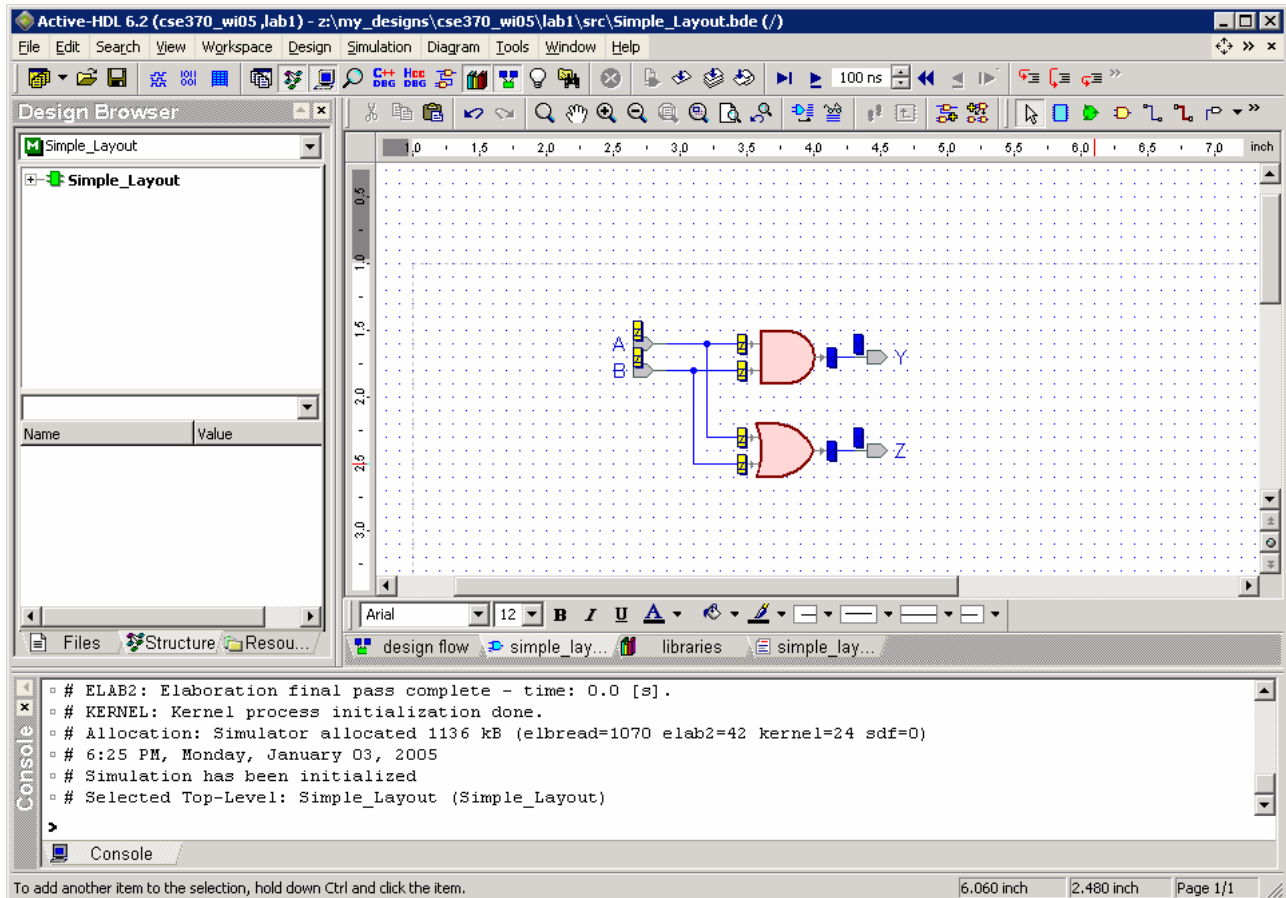 Active-HDL 6.2 (cse370_wi05 ,lab1) - z:\my_designs\cse370_wi05\lab1\src\Simple_Layout.bde (/)
File Edit Search View Workspace Design Simulation Diagram Tools Window Help
C++ DBG HCC DBG 100 ns
Design Browser
Simple_Layout
1,0 1,5 2,0 2,5 3,0 3,5 4,0 4,5 5,0 5,5 6,0 6,5 7,0 inch
Simple_Layout
0,5
1,0
1,5
A Z Z Y
B Z Z
2,0
Name Value
Z Z
2,5
Z
3,0
Arial 12 B I U A
Files Structure Resou...
design flow simple_lay... libraries simple_lay...
Console
# ELAB2: Elaboration final pass complete - time: 0.0 [s].
# KERNEL: Kernel process initialization done.
# Allocation: Simulator allocated 1136 kB (elbread=1070 elab2=42 kernel=24 sdf=0)
# 6:25 PM, Monday, January 03, 2005
# Simulation has been initialized
# Selected Top-Level: Simple_Layout (Simple_Layout)
>
Console
To add another item to the selection, hold down Ctrl and click the item. 6.060 inch 2.480 inch Page 1/1